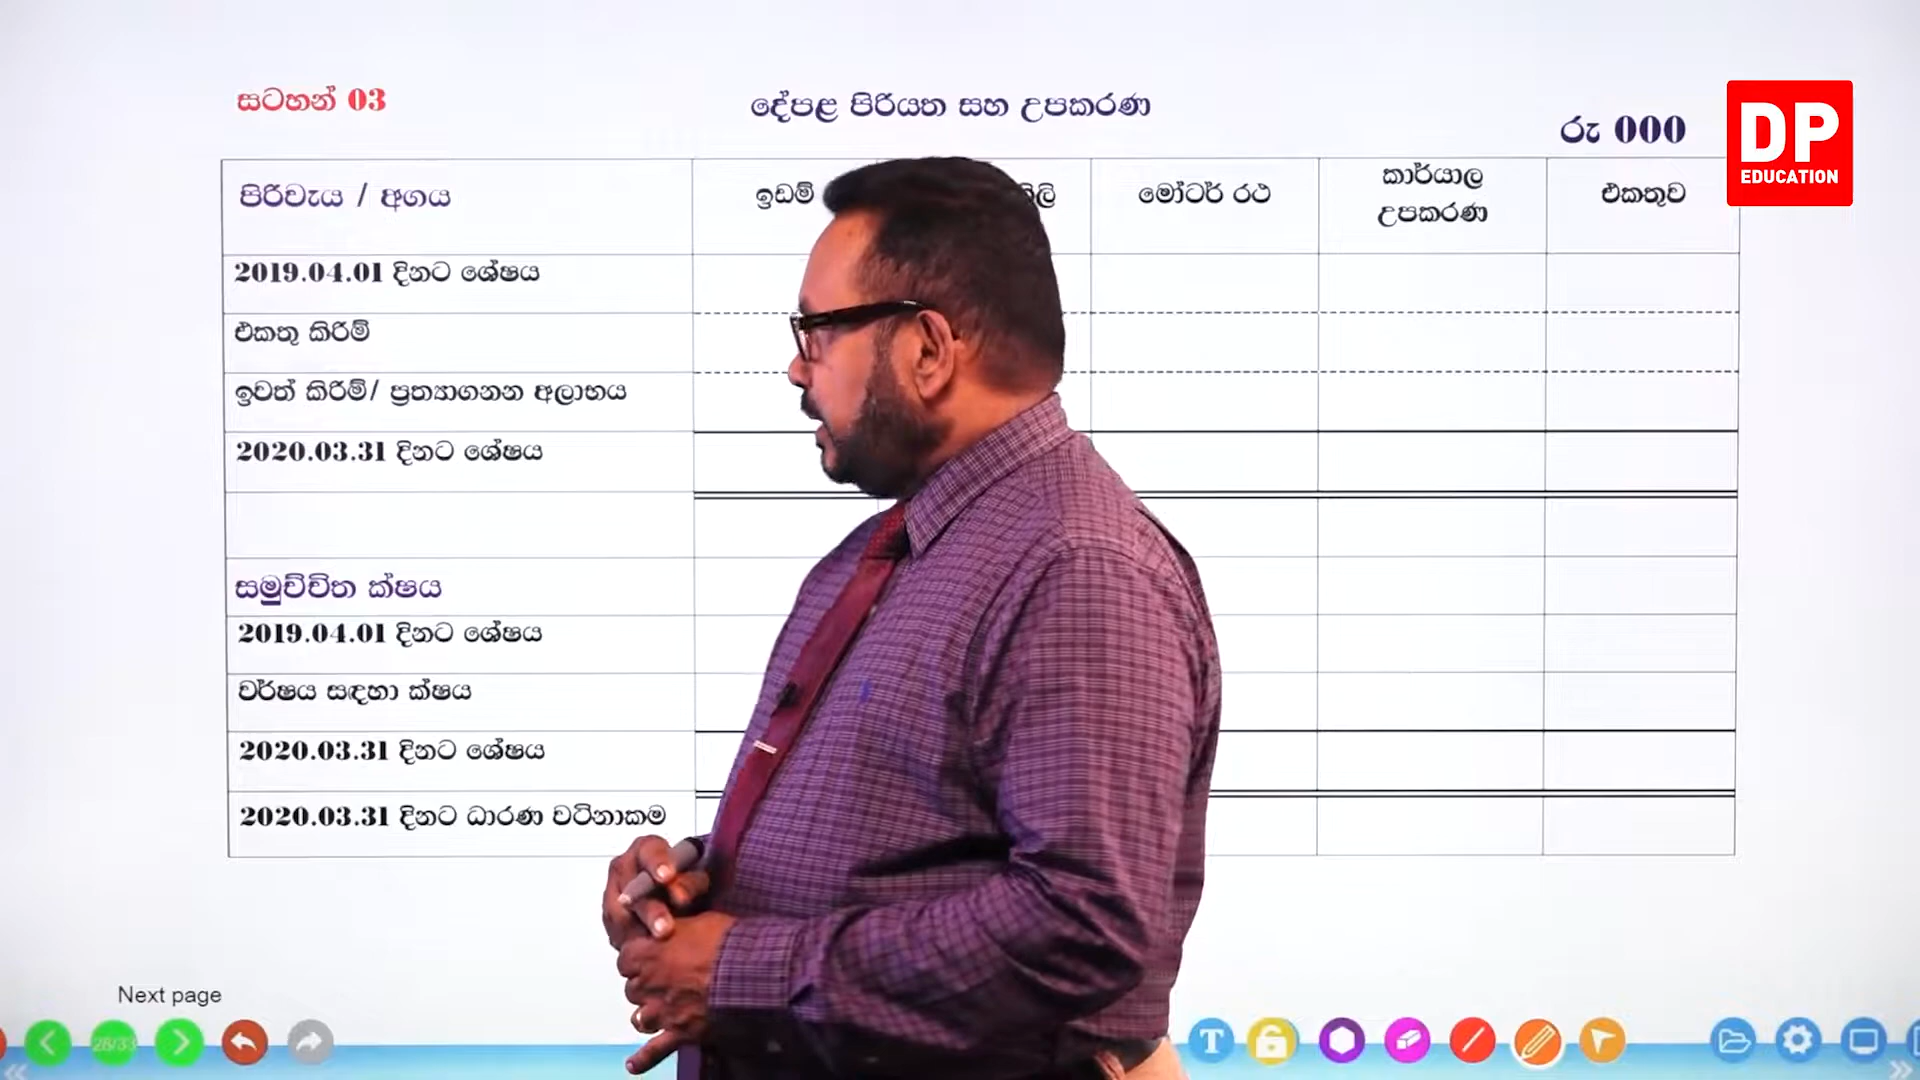 සටහන් 03
දේපළ පිරියත සහ උපකරණ
රු 000
DP
EDUCATION
පිරිවැය / අගය
ඉඩම්
මෝටර් රථ
කාර්යාල
උපකරණ
එකතුව
2019.04.01 දිනට ශේෂය
එකතු කිරීම්
ඉවත් කිරීම්/ ප්‍රත්‍යාගනන අලාභය
2020.03.31 දිනට ශේෂය
සමුච්චිත ක්ෂය
2019.04.01 දිනට ශේෂය
වර්ෂය සඳහා ක්ෂය
2020.03.31 දිනට ශේෂය
2020.03.31 දිනට ධාරණ වටිනාකම
Next page
28/33
T